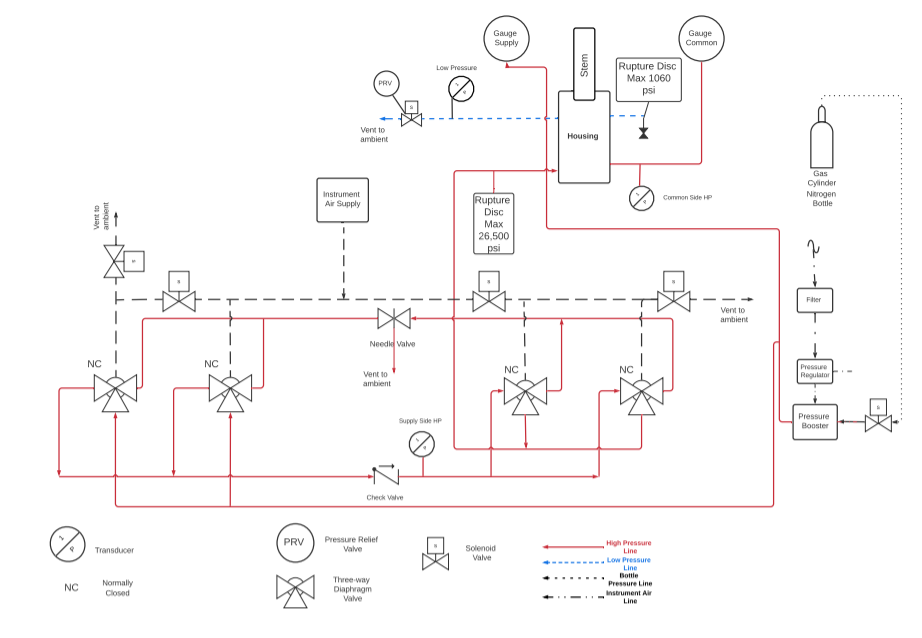 Gauge
Supply
Stem
Gauge
Common
Rupture Disc
Max 1060
psi
Low Pressure
PRV
S
Vent to
ambient
Housing
Gas
Cylinder
Nitrogen
Bottle
Common Side HP
Instrument
Air Supply
Rupture
Disc
Max
26,500
psi
Vent to
ambient
S
S
S
S
Vent to
ambient
Filter
Needle Valve
Vent to
ambient
NC
NC
NC
NC
Pressure
Regulator
Pressure
Booster
S
Supply Side HP
Check Valve
Transducer
PRV
Pressure Relief
Valve
S
Solenoid
Valve
High Pressure
Line
Low Pressure
Line
Bottle
Pressure Line
Instrument Air
Line
NC
Normally
Closed
Three-way
Diaphragm
Valve